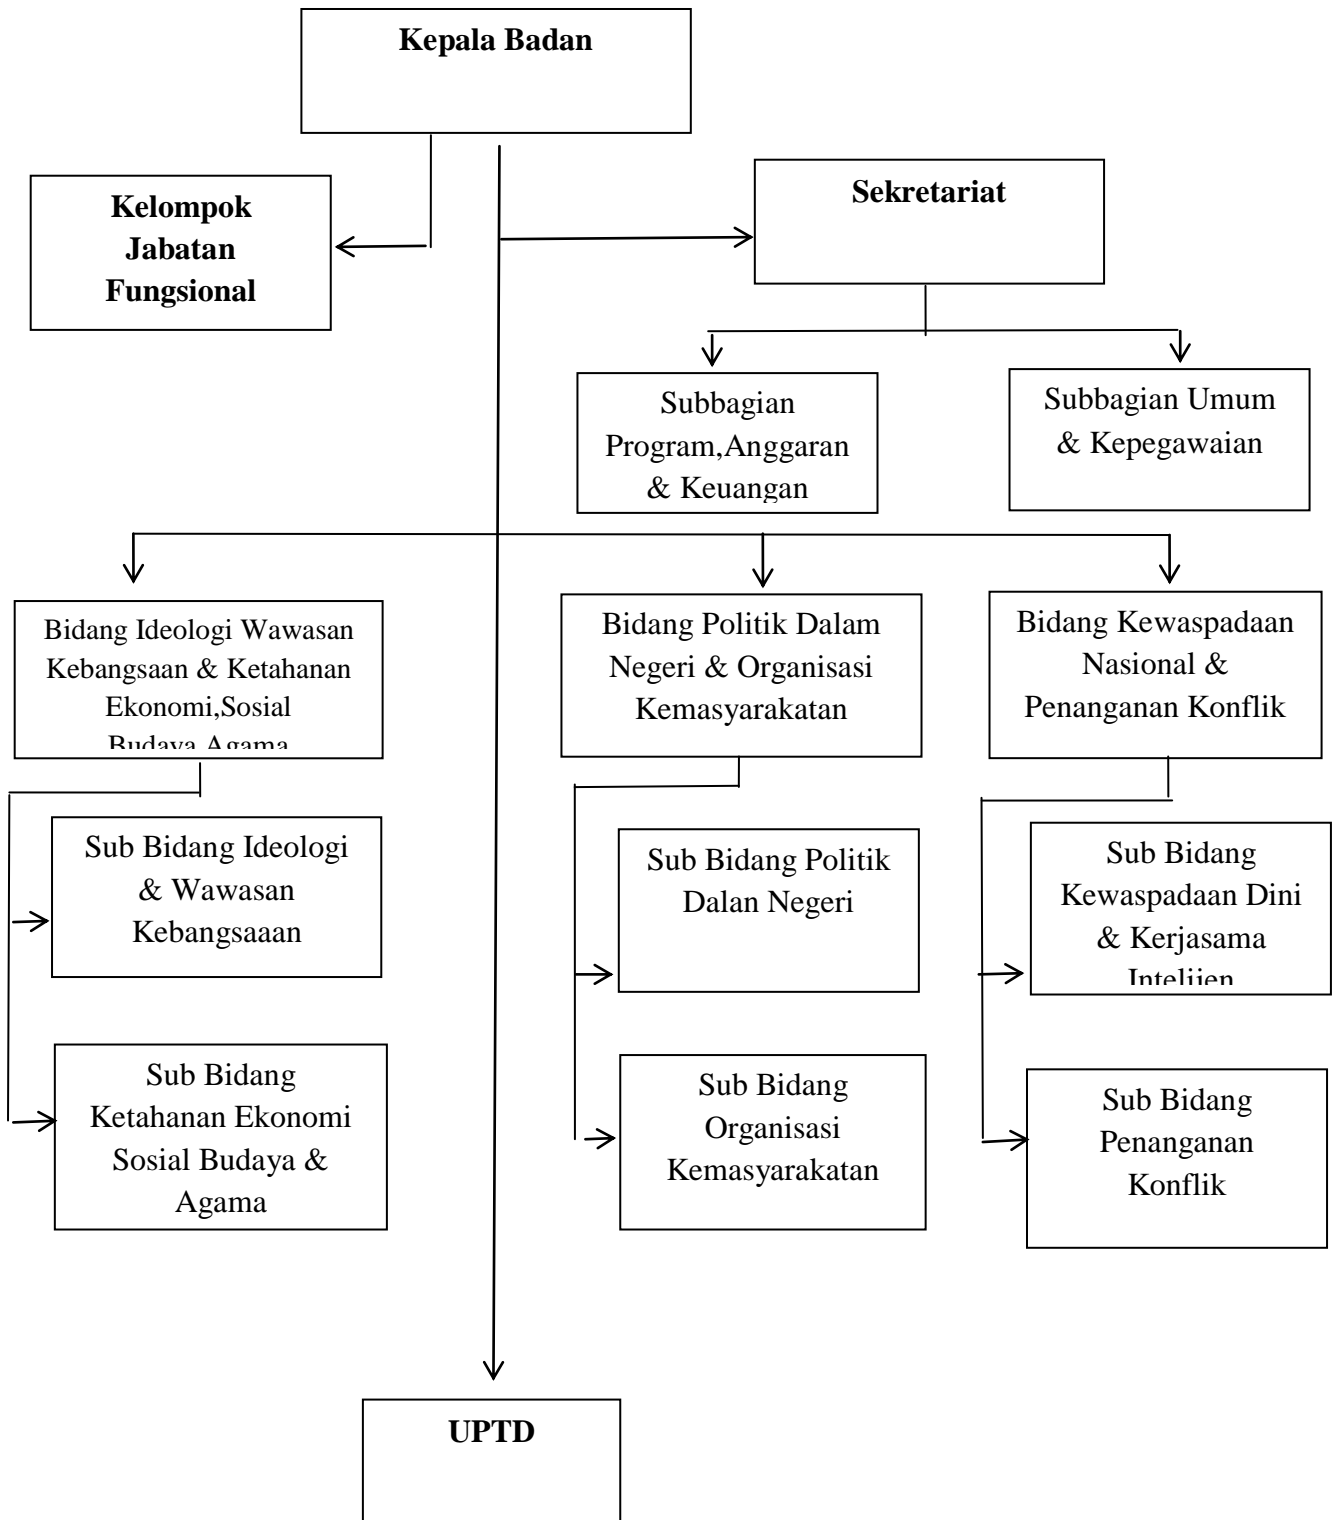 Kepala Badan
Kelompok
Jabatan
Fungsional
Sekretariat
Subbagian
Program,Anggaran
& Keuangan
Subbagian Umum
& Kepegawaian
Bidang Ideologi Wawasan
Kebangsaan & Ketahanan
Ekonomi,Sosial
Budaya Agama
Bidang Politik Dalam
Negeri & Organisasi
Kemasyarakatan
Bidang Kewaspadaan
Nasional &
Penanganan Konflik
Sub Bidang Ideologi
& Wawasan
Kebangsaaan
Sub Bidang Politik
Dalan Negeri
Sub Bidang
Kewaspadaan Dini
& Kerjasama
Intelijen
Sub Bidang
Ketahanan Ekonomi
Sosial Budaya &
Agama
Sub Bidang
Organisasi
Kemasyarakatan
Sub Bidang
Penanganan
Konflik
UPTD